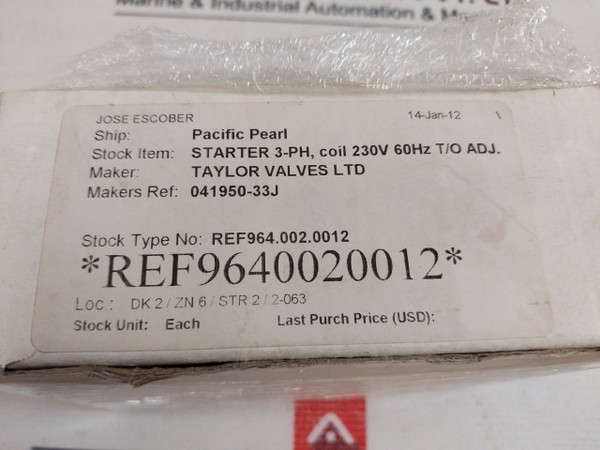 Marine & Industrial Automation &
JOSE ESCOBER 14-Jan-12 \
Ship: Pacific Pearl
Stock Item: STARTER 3-PH, coil 230V 60Hz T/O ADJ.
Maker: TAYLOR VALVES LTD
Makers Ref: 041950-33J
Stock Type No: REF964.002.0012
*REF9640020012*
Loc.: DK 2 / ZN 6 / STR 2 / 2-063
Stock Unit: Each Last Purch Price (USD):